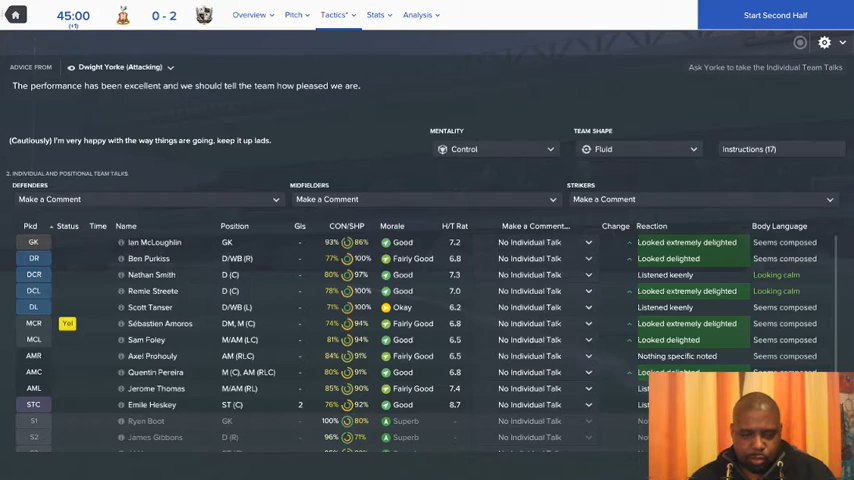 45:00
(+1)
0 - 2
Overview
Pitch
Tactics*
Stats
Analysis
Start Second Half
ADVICE FROM
Dwight Yorke (Attacking)
Ask Yorke to take the Individual Team Talks
The performance has been excellent and we should tell the team how pleased we are.
(Cautiously) I'm very happy with the way things are going, keep it up lads.
MENTALITY
TEAM SHAPE
Control
Fluid
Instructions (17)
2. INDIVIDUAL AND POSITIONAL TEAM TALKS
DEFENDERS
MIDFIELDERS
STRIKERS
Make a Comment
Make a Comment
Make a Comment
Pkd Status Time Name Position Gls CON/SHP Morale H/T Rat Make a Comment... Change Reaction Body Language
GK Ian McLoughlin GK - 93% 86% Good 7.2 No Individual Talk Looked extremely delighted Seems composed
DR Ben Purkiss D/WB (R) - 77% 100% Fairly Good 6.8 No Individual Talk Looked delighted Seems composed
DCR Nathan Smith D (C) - 80% 97% Good 7.3 No Individual Talk Listened keenly Looking calm
DCL Remie Streete D (C) - 78% 100% Good 7.0 No Individual Talk Looked extremely delighted Looking calm
DL Scott Tanser D/WB (L) - 71% 100% Okay 6.2 No Individual Talk Listened keenly Seems composed
MCR Yel Sébastien Amoros DM, M (C) - 74% 94% Fairly Good 6.8 No Individual Talk Looked extremely delighted Seems composed
MCL Sam Foley M/AM (LC) - 81% 94% Good 6.5 No Individual Talk Looked delighted Seems composed
AMR Axel Prohouly AM (RLC) - 84% 91% Fairly Good 6.5 No Individual Talk Nothing specific noted Seems composed
AMC Quentin Pereira M (C), AM (RLC) - 80% 91% Good 6.8 No Individual Talk Looked delighted
AML Jerome Thomas M/AM (RL) - 85% 90% Fairly Good 7.4 No Individual Talk
STC Emile Heskey ST (C) 2 76% 92% Good 8.7 No Individual Talk
S1 Ryan Boot GK 100% 80% Superb No Individual Talk
S2 James Gibbons D (R) 96% 71% Superb No Individual Talk